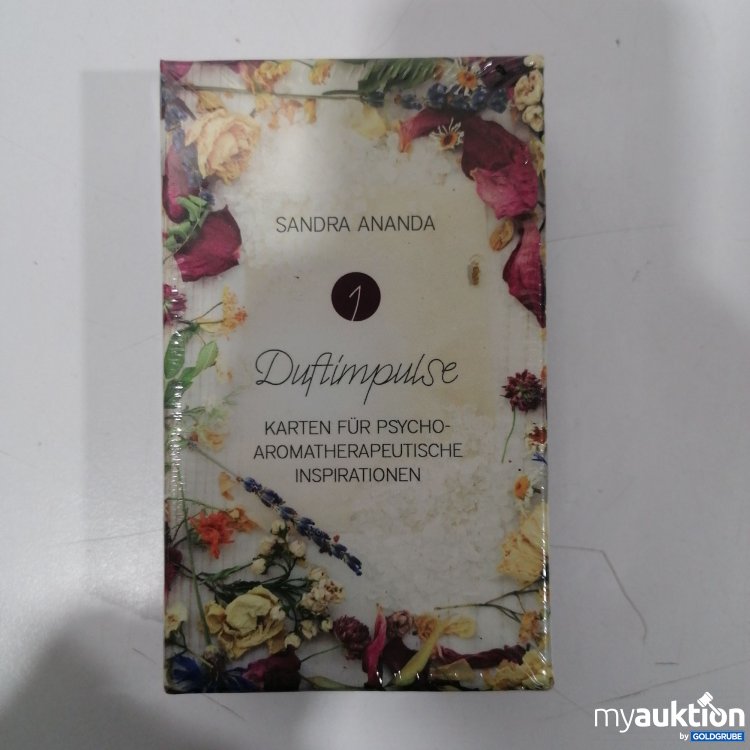 SANDRA ANANDA
1
Duftimpulse
KARTEN FÜR PSYCHO-
AROMATHERAPEUTISCHE
INSPIRATIONEN
myauktion
by GOLDGRUBE